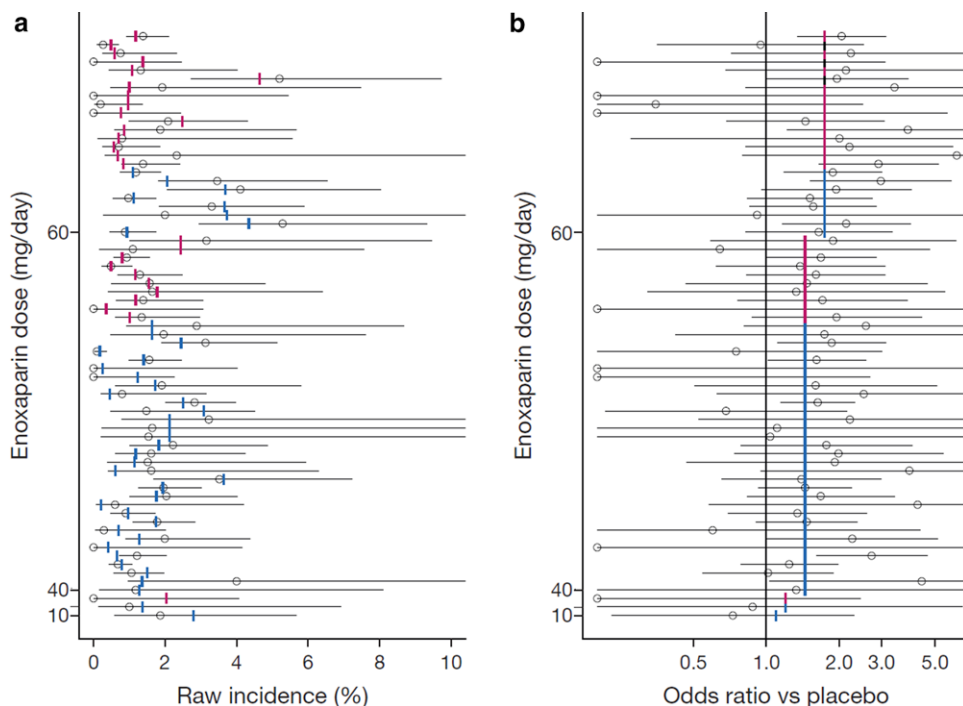 a
Enoxaparin dose (mg/day)
60
40
10
0 2 4 6 8 10
Raw incidence (%)
b
Enoxaparin dose (mg/day)
60
40
10
0.5 1.0 2.0 3.0 5.0
Odds ratio vs placebo